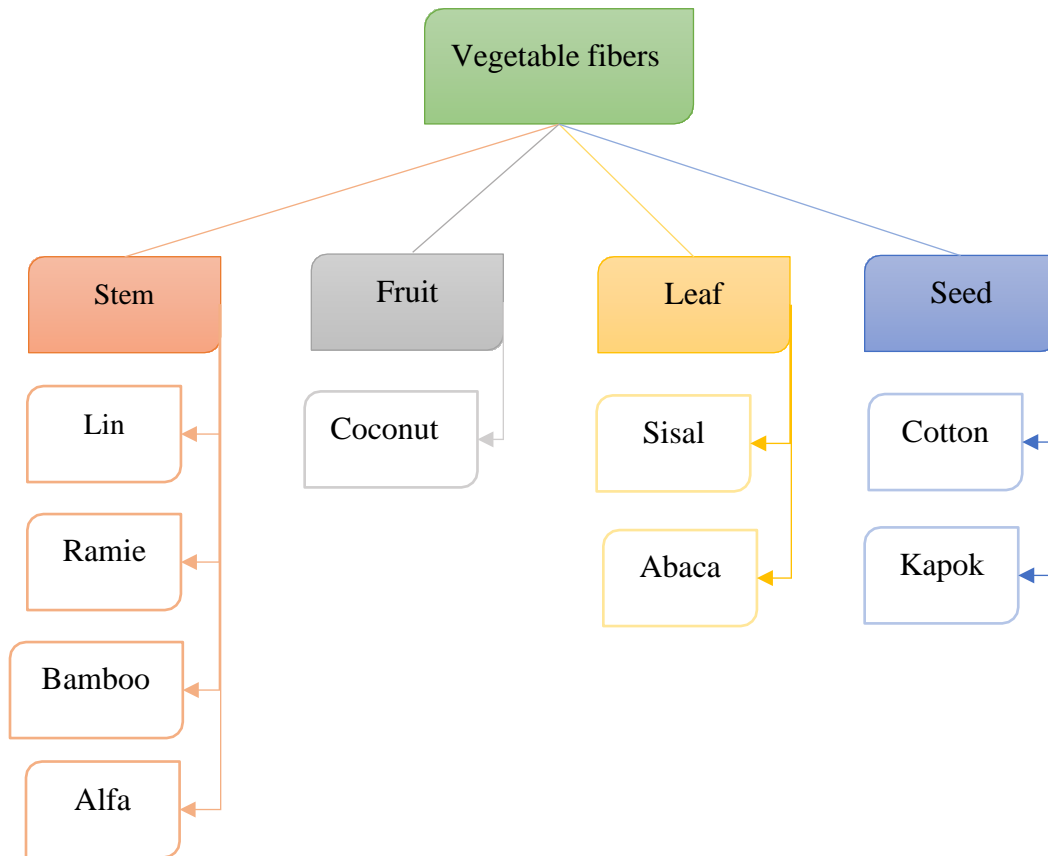 Vegetable fibers
Stem
Fruit
Leaf
Seed
Lin
Coconut
Sisal
Cotton
Ramie
Abaca
Kapok
Bamboo
Alfa